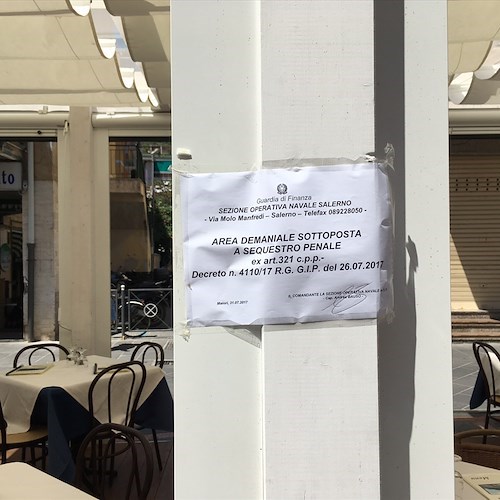 Guardia di Finanza
SEZIONE OPERATIVA NAVALE SALERNO
- Via Molo Manfredi – Salerno – Telefax 089228050 -
AREA DEMANIALE SOTTOPOSTA
A SEQUESTRO PENALE
ex art.321 c.p.p.-
Decreto n. 4110/17 R.G. G.I.P. del 26.07.2017
IL COMANDANTE LA SEZIONE OPERATIVA NAVALE
Maiori, 31.07.2017